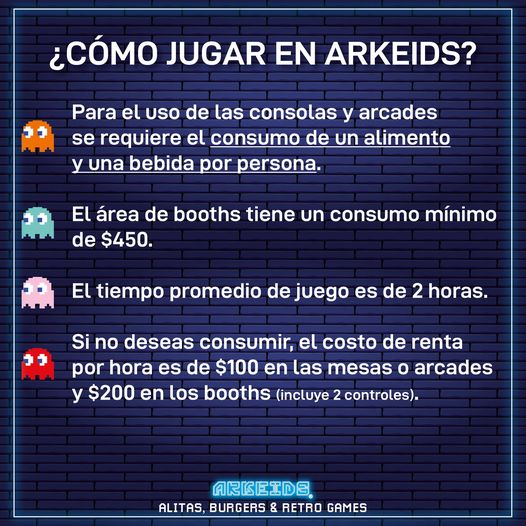 ¿CÓMO JUGAR EN ARKEIDS?
Para el uso de las consolas y arcades
se requiere el consumo de un alimento
y una bebida por persona.
El área de booths tiene un consumo mínimo
de $450.
El tiempo promedio de juego es de 2 horas.
Si no deseas consumir, el costo de renta
por hora es de $100 en las mesas o arcades
y $200 en los booths (incluye 2 controles).
ARKEIDS.
ALITAS, BURGERS & RETRO GAMES